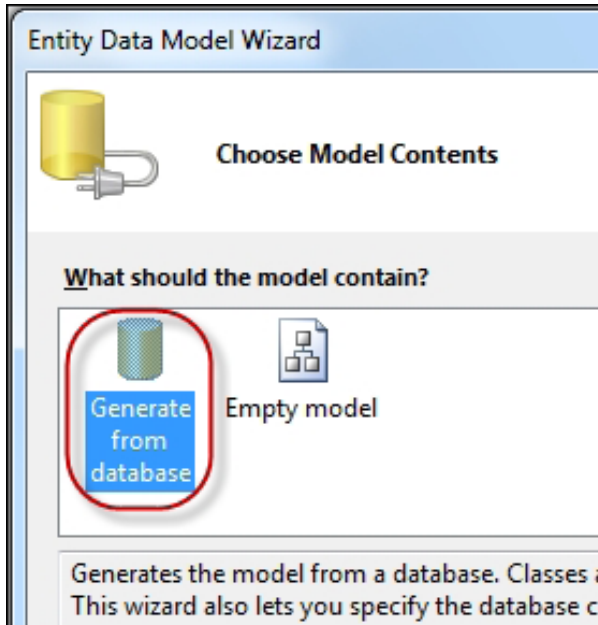 Entity Data Model Wizard
Choose Model Contents
What should the model contain?
Generate
from
database
Empty model
Generates the model from a database. Classes
This wizard also lets you specify the database